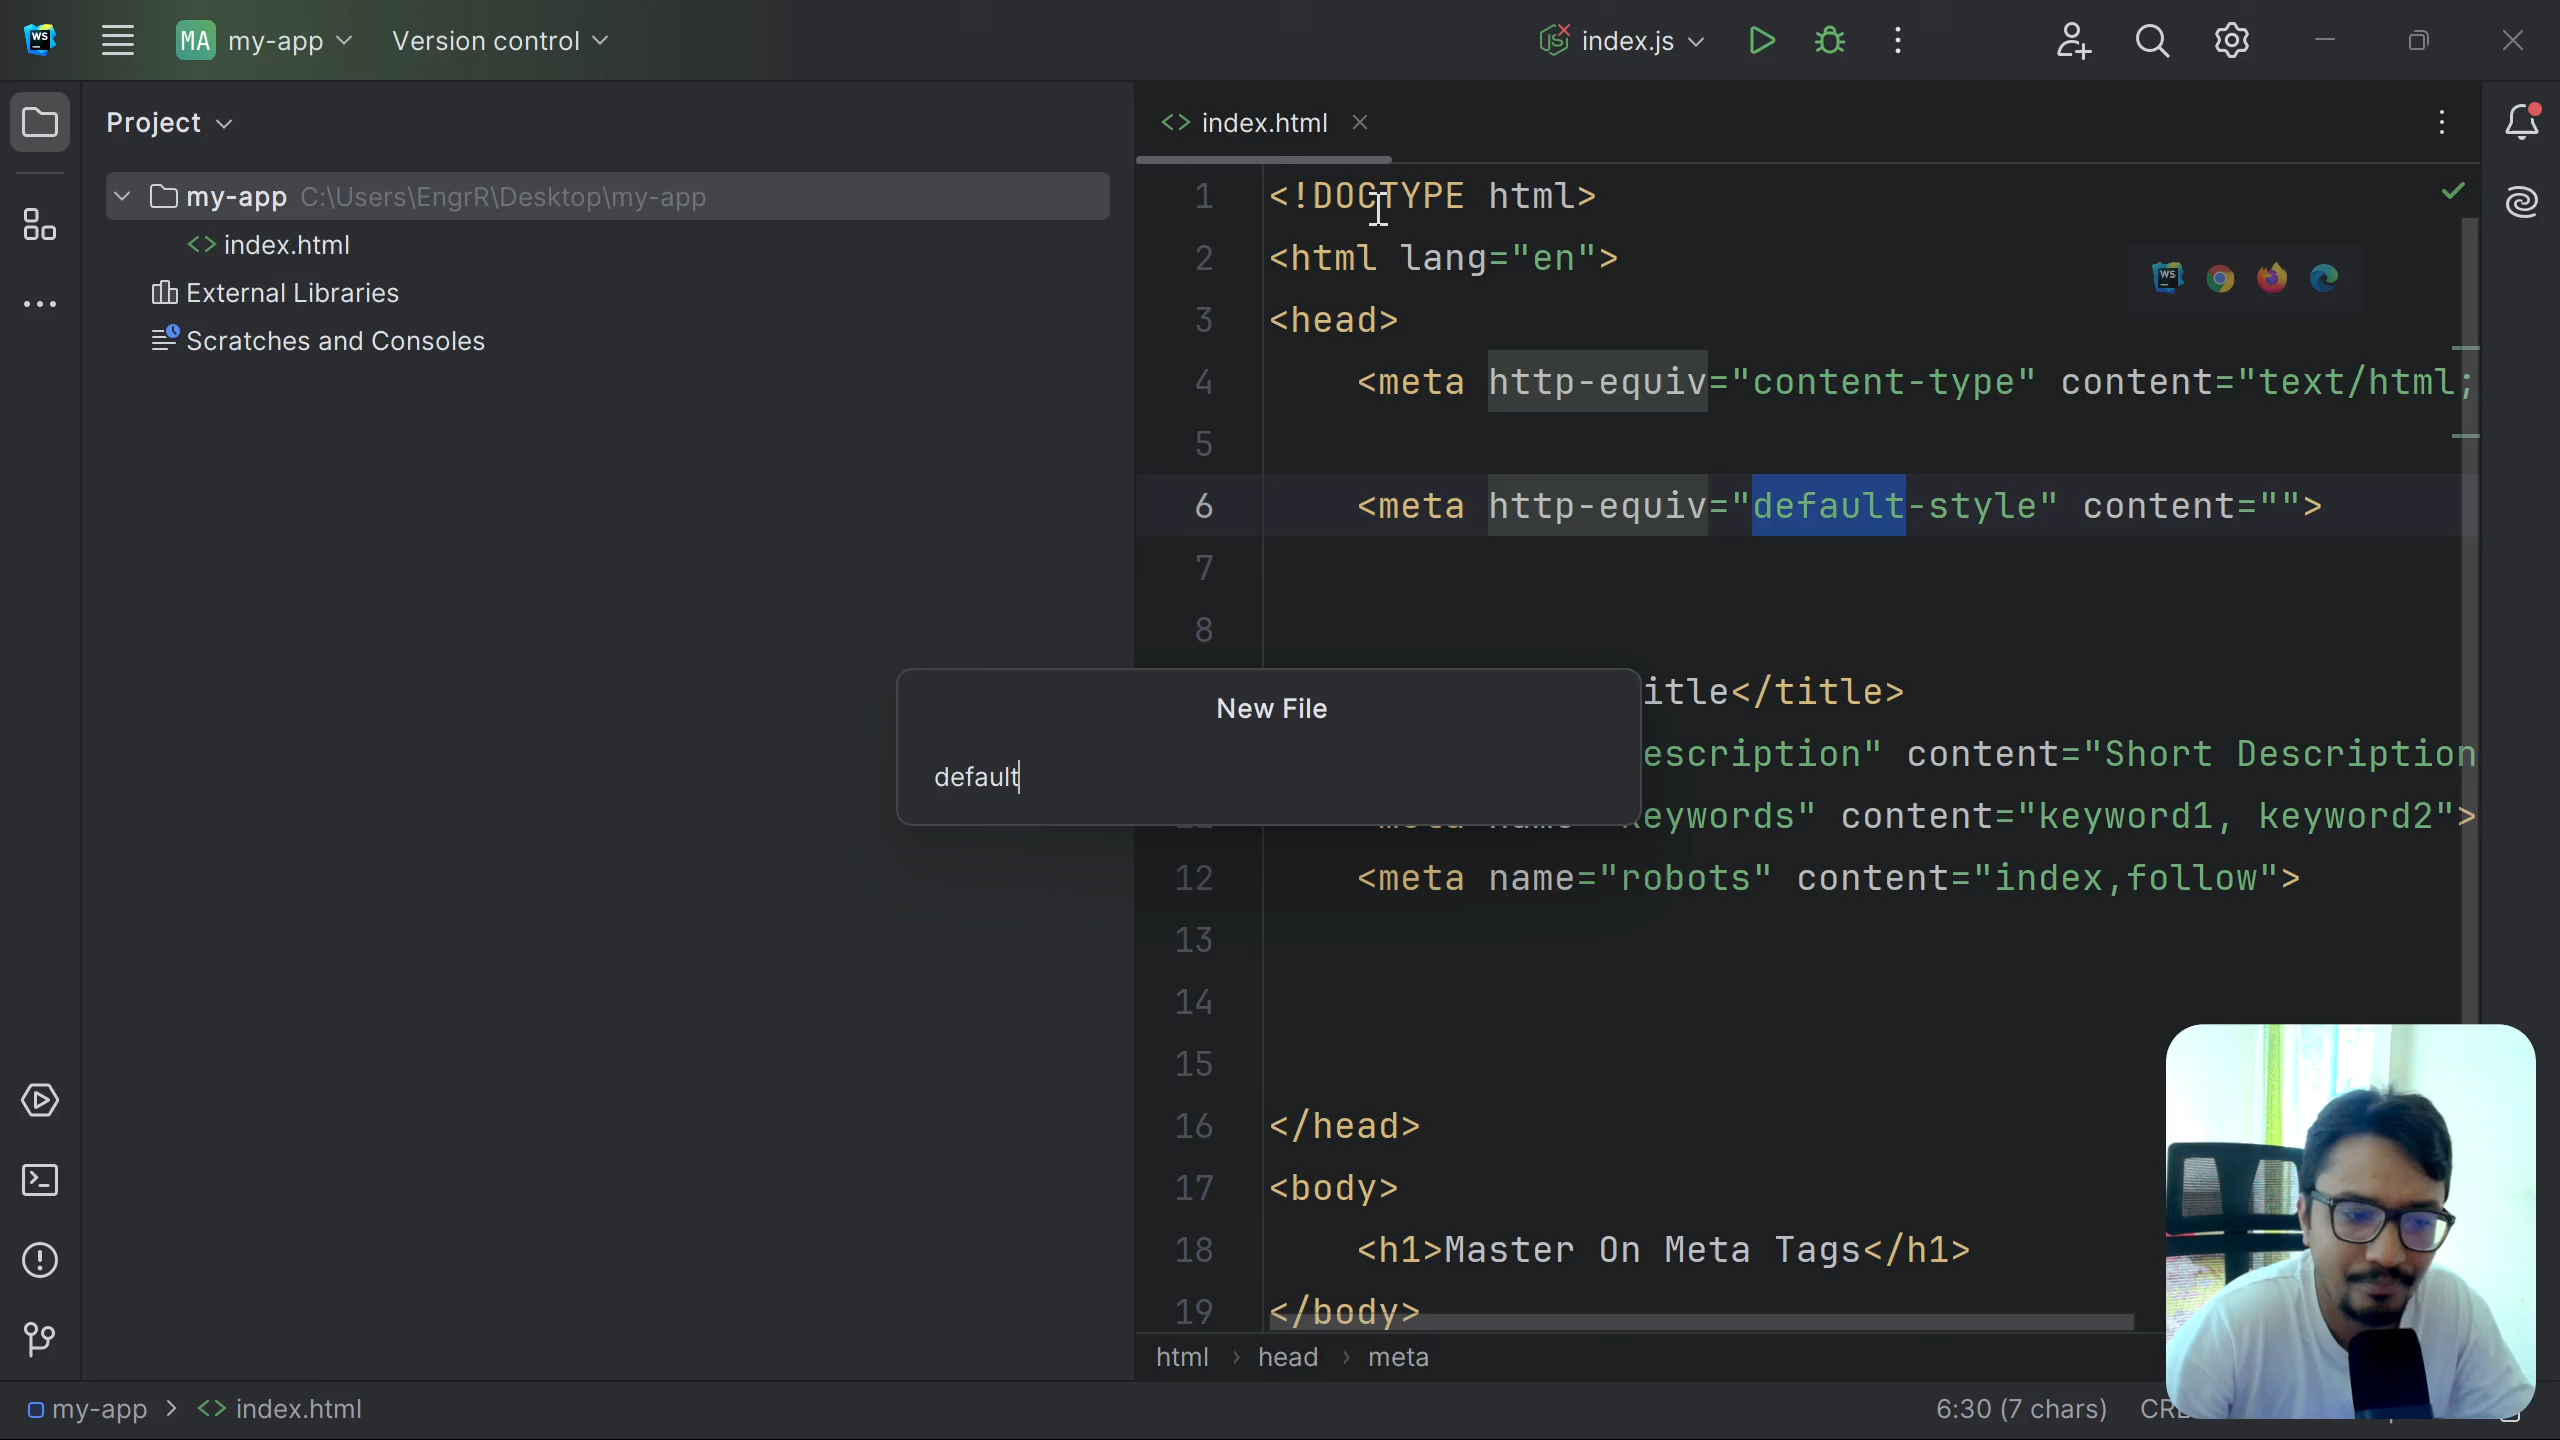 WS
MA my-app Version control
index.js
Project
my-app C:\Users\EngrR\Desktop\my-app
index.html
External Libraries
Scratches and Consoles
index.html
1 <!DOCTYPE html>
2 <html lang="en">
3 <head>
4 <meta http-equiv="content-type" content="text/html;
5
6 <meta http-equiv="default-style" content="">
7
8
itle</title>
escription" content="Short Description
keywords" content="keyword1, keyword2">
12 <meta name="robots" content="index,follow">
13
14
15
16 </head>
17 <body>
18 <h1>Master On Meta Tags</h1>
19 </body>
New File
default
html > head > meta
my-app > index.html
6:30 (7 chars)